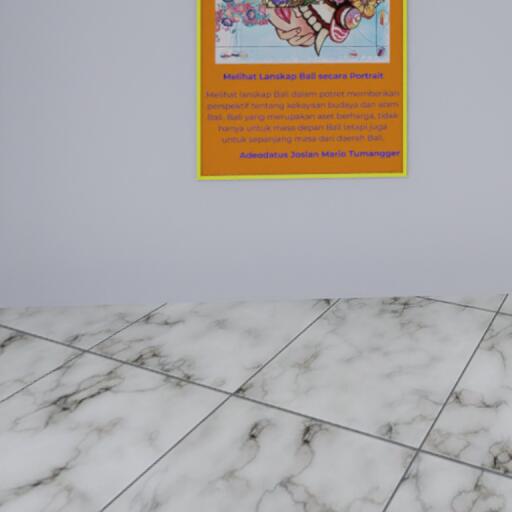 Melihat Lanskap Bali secara Portrait
Melihat lanskap Bali dalam potret memberikan
perspektif tentang kekayaan budaya dan alam
Bali. Bali yang merupakan aset berharga, tidak
hanya untuk masa depan Bali tetapi juga
untuk sepanjang masa dari daerah Bali.
Adeodatus Josian Mario Tumangger